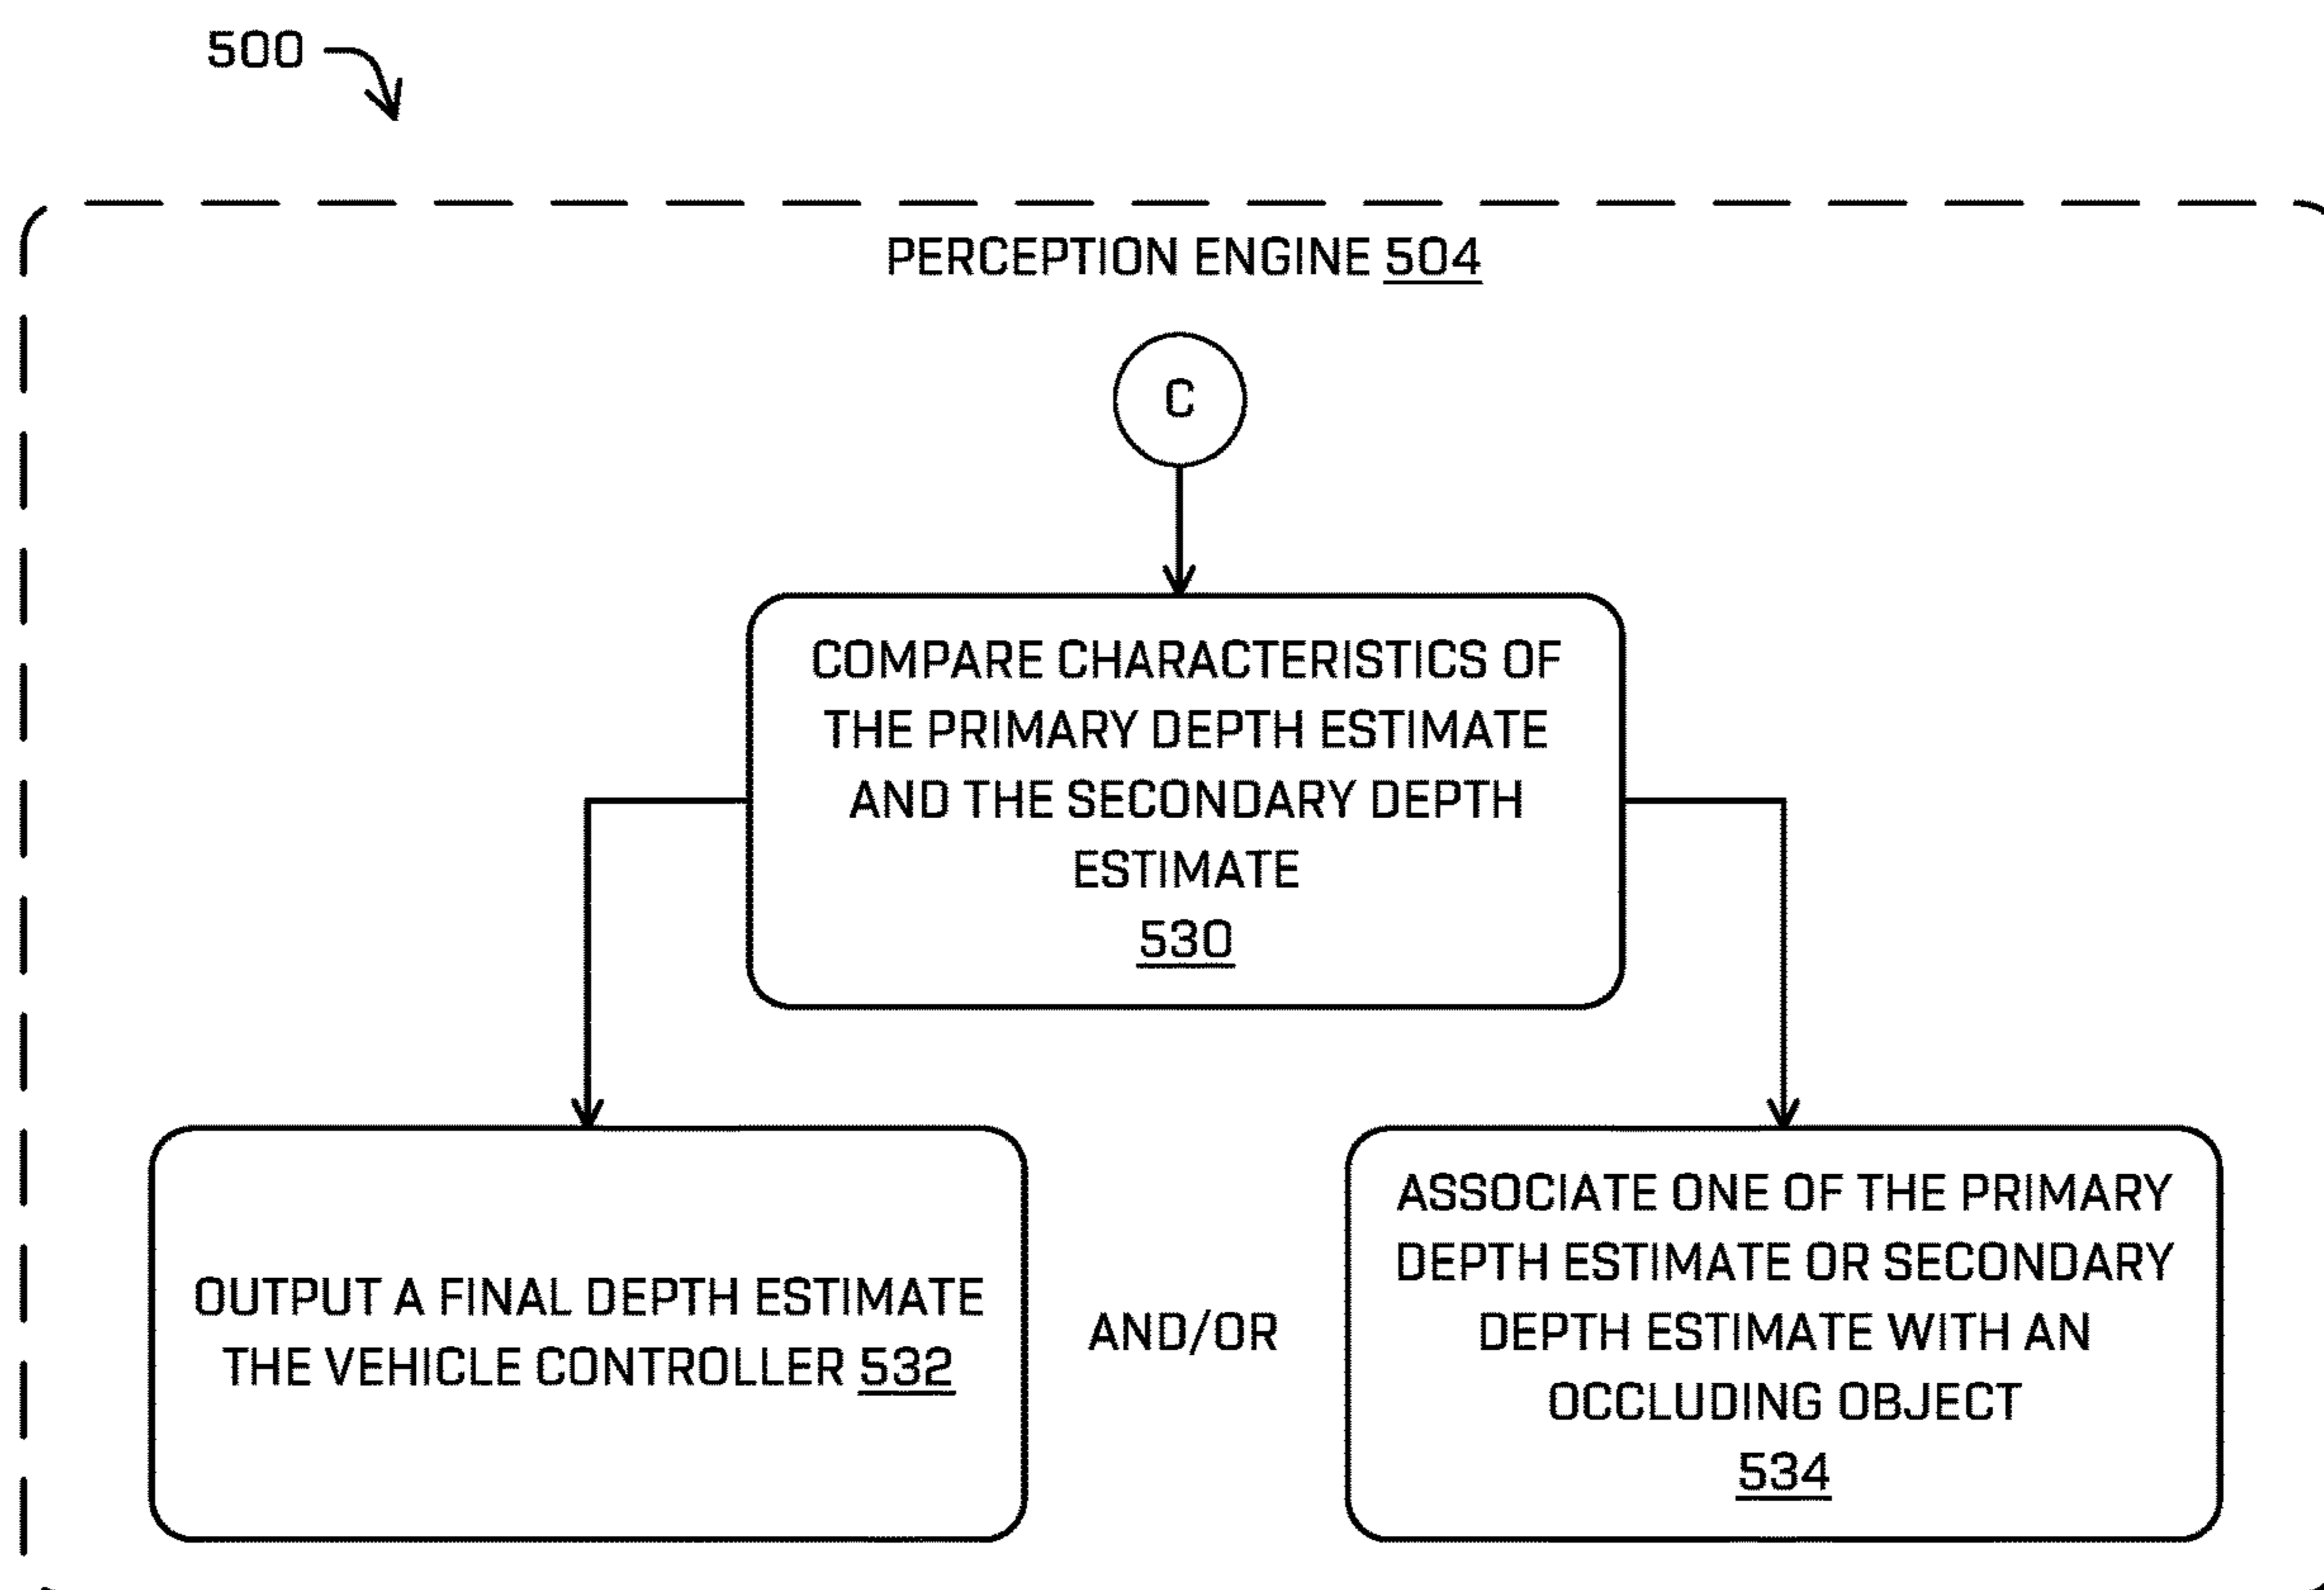 500
PERCEPTION ENGINE 504
C
COMPARE CHARACTERISTICS OF
THE PRIMARY DEPTH ESTIMATE
AND THE SECONDARY DEPTH
ESTIMATE
530
OUTPUT A FINAL DEPTH ESTIMATE
THE VEHICLE CONTROLLER 532
AND/OR
ASSOCIATE ONE OF THE PRIMARY
DEPTH ESTIMATE OR SECONDARY
DEPTH ESTIMATE WITH AN
OCCLUDING OBJECT
534